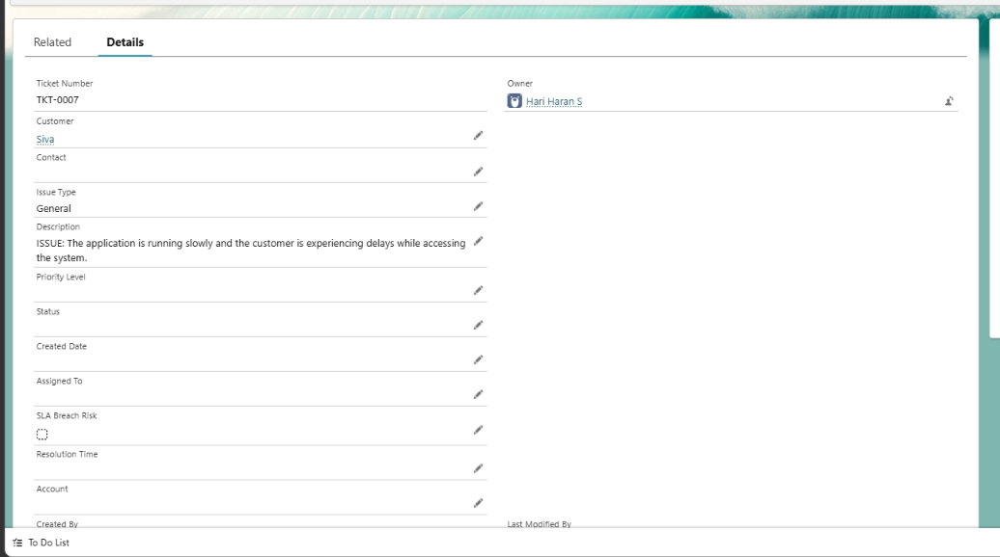 Related Details
Ticket Number
TKT-0007
Owner
Hari Haran S
Customer
Siva
Contact
Issue Type
General
Description
ISSUE: The application is running slowly and the customer is experiencing delays while accessing
the system.
Priority Level
Status
Created Date
Assigned To
SLA Breach Risk
Resolution Time
Account
Created By
Last Modified By
To Do List